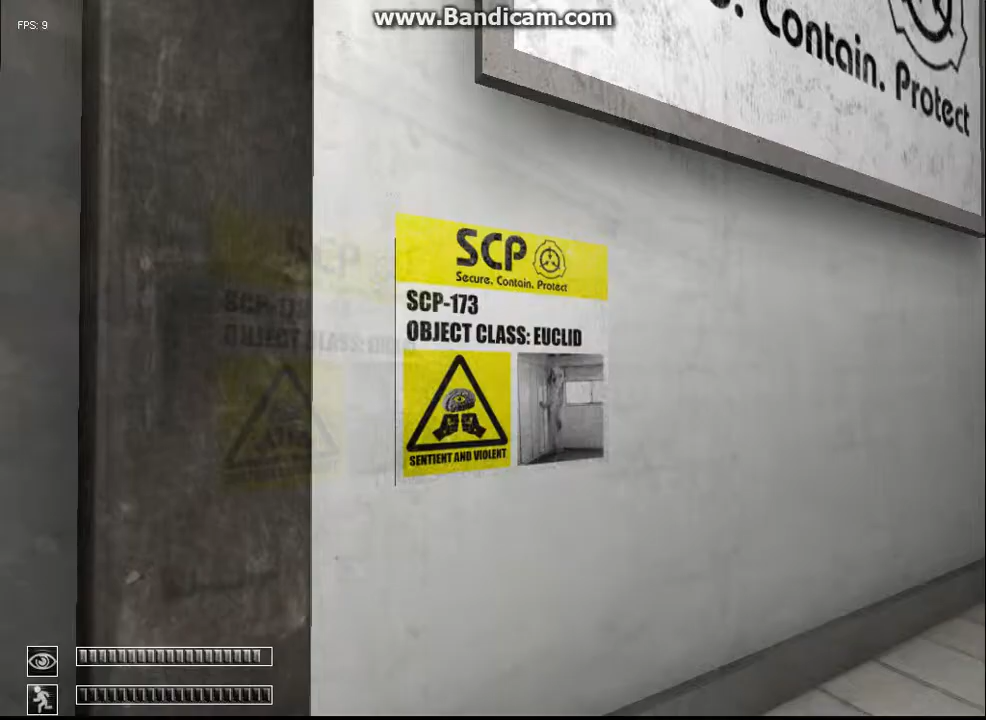 FPS: 9
www.Bandicam.com
Contain. Protect
SCP
Secure. Contain. Protect
SCP-173
OBJECT CLASS: EUCLID
SENTIENT AND VIOLENT